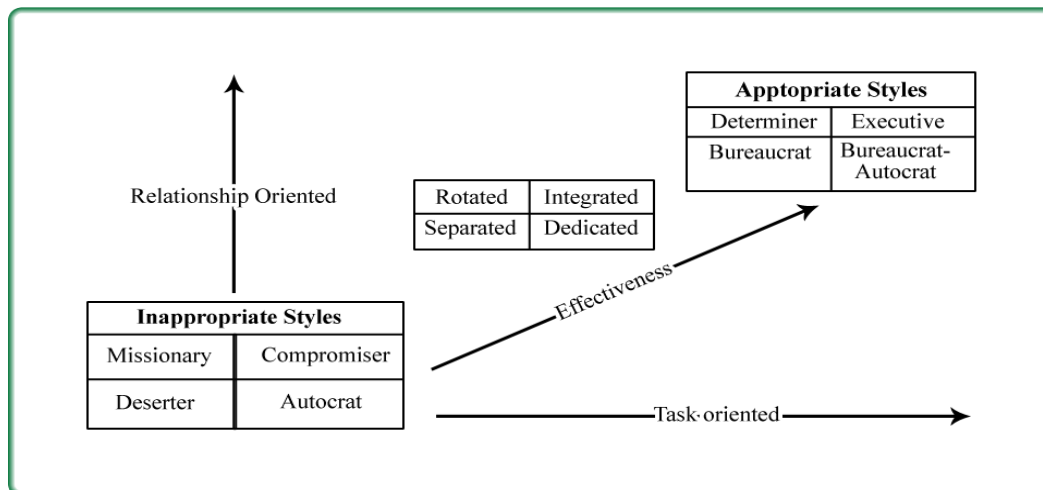 Apptopriate Styles
Determiner Executive
Bureaucrat Bureaucrat-
Autocrat
Relationship Oriented
Rotated Integrated
Separated Dedicated
Effectiveness
Inappropriate Styles
Missionary Compromiser
Deserter Autocrat
Task oriented